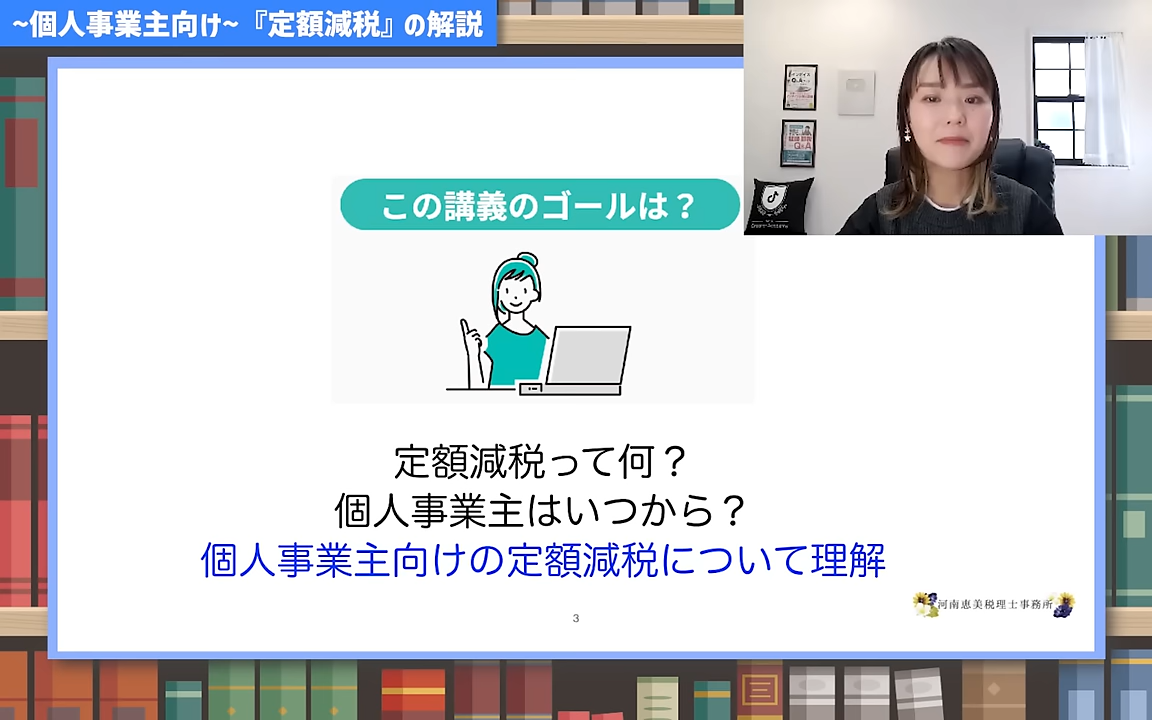 ~個人事業主向け~『定額減税』の解説
この講義のゴールは？
定額減税って何？
個人事業主はいつから？
個人事業主向けの定額減税について理解
河南恵美税理士事務所
3